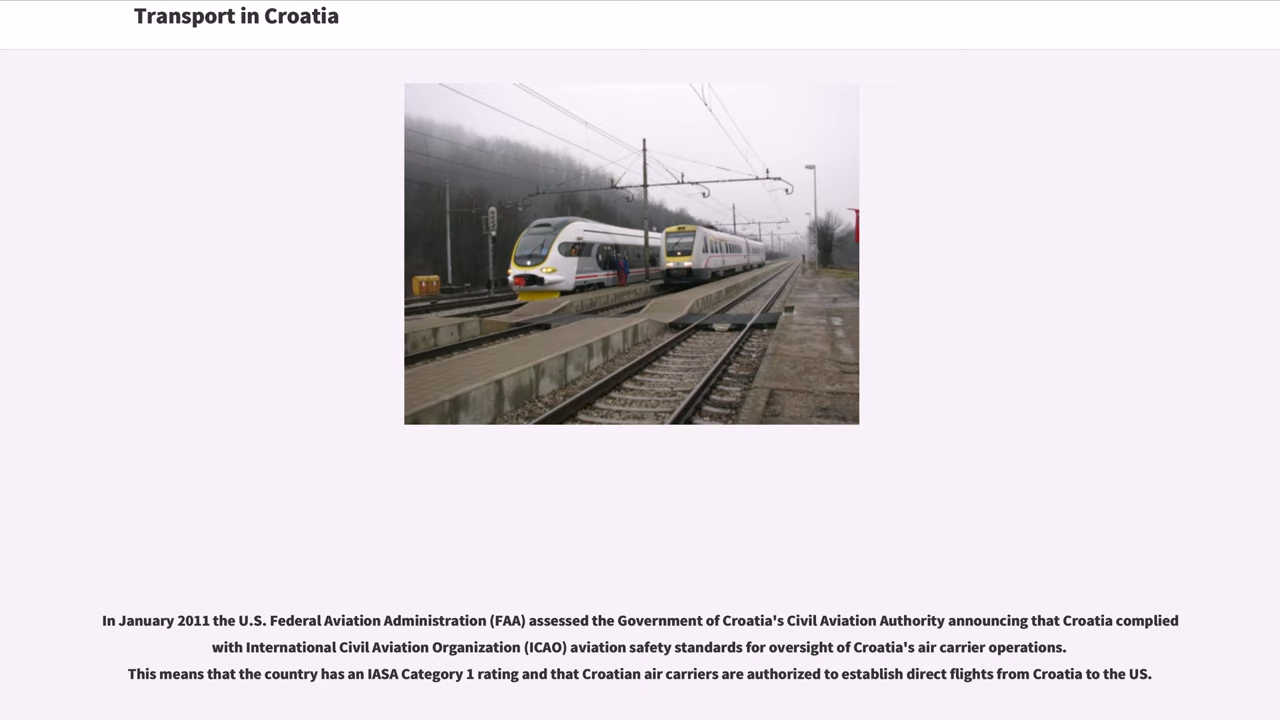 Transport in Croatia
In January 2011 the U.S. Federal Aviation Administration (FAA) assessed the Government of Croatia's Civil Aviation Authority announcing that Croatia complied
with International Civil Aviation Organization (ICAO) aviation safety standards for oversight of Croatia's air carrier operations.
This means that the country has an IASA Category 1 rating and that Croatian air carriers are authorized to establish direct flights from Croatia to the US.